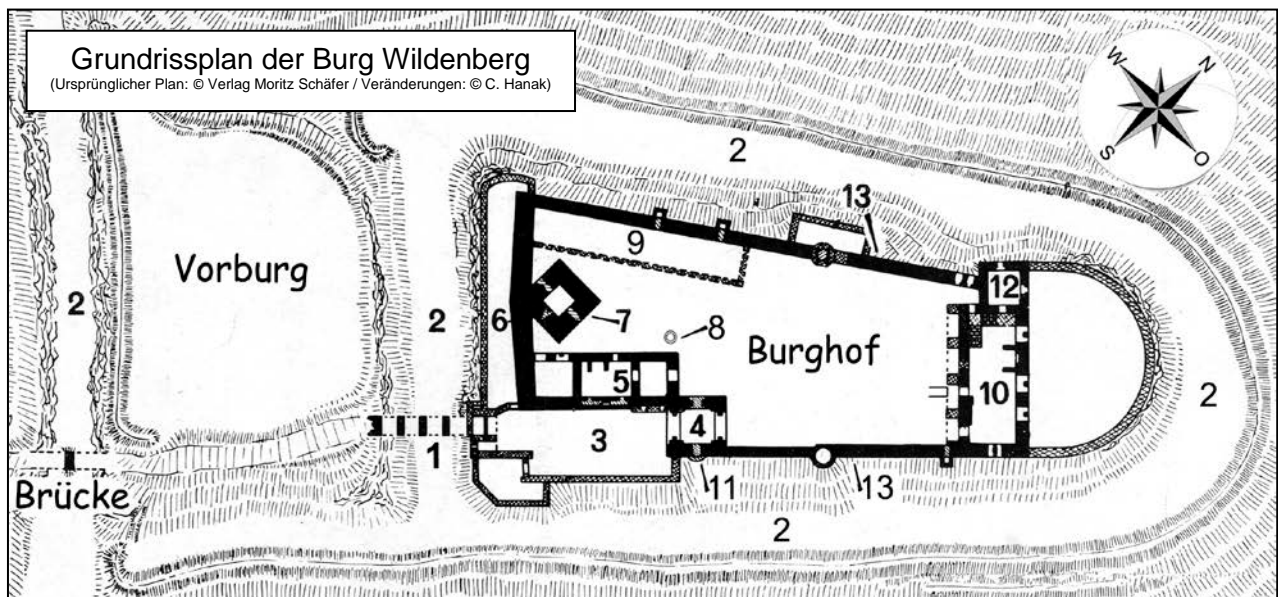 Grundrissplan der Burg Wildenberg
(Ursprünglicher Plan: © Verlag Moritz Schäfer / Veränderungen: © C. Hanak)
W
N
S
O
2
13
9
Vorburg
12
2
2
6
7
8
Burghof
5
10
2
3
4
1
Brücke
11
13
2